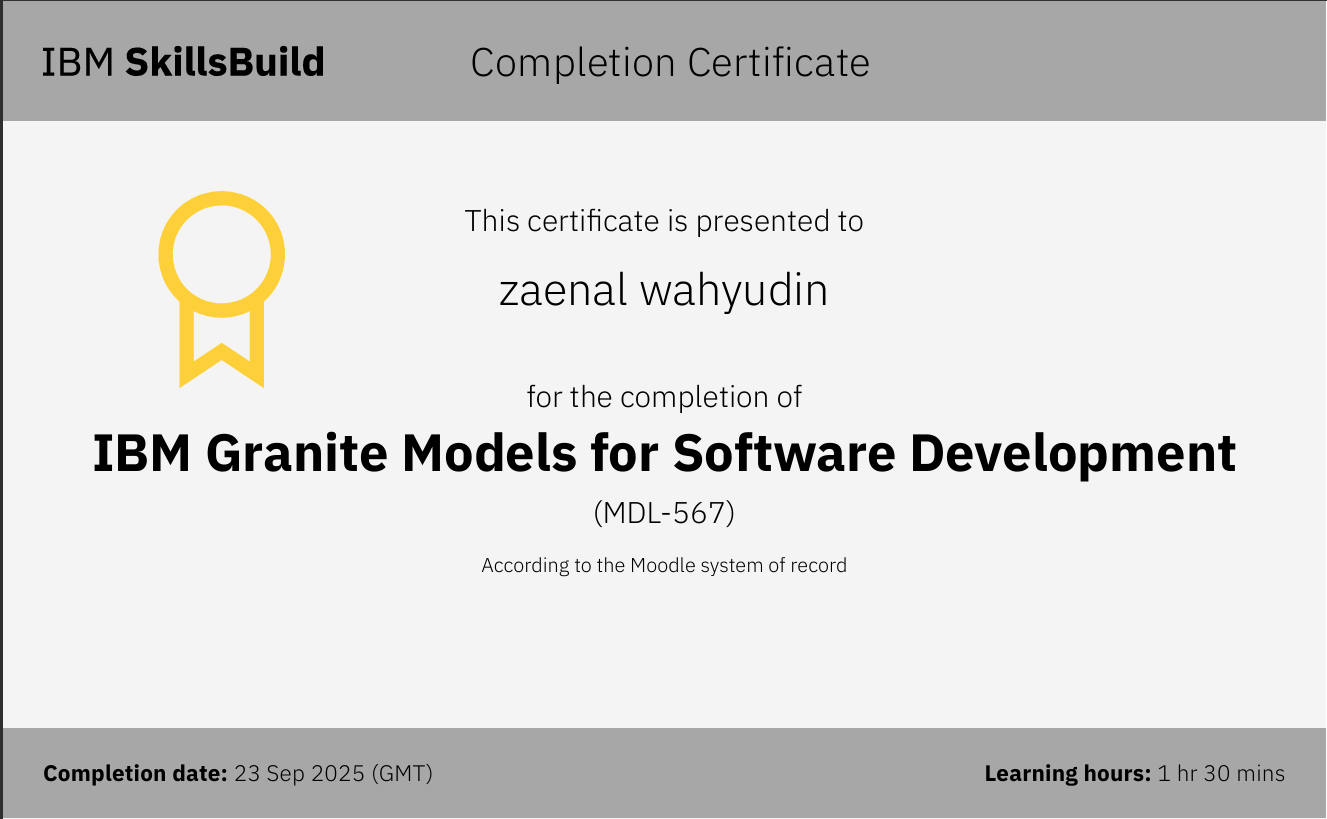 IBM SkillsBuild
Completion Certificate
This certificate is presented to
zaenal wahyudin
for the completion of
IBM Granite Models for Software Development
(MDL-567)
According to the Moodle system of record
Completion date: 23 Sep 2025 (GMT)
Learning hours: 1 hr 30 mins